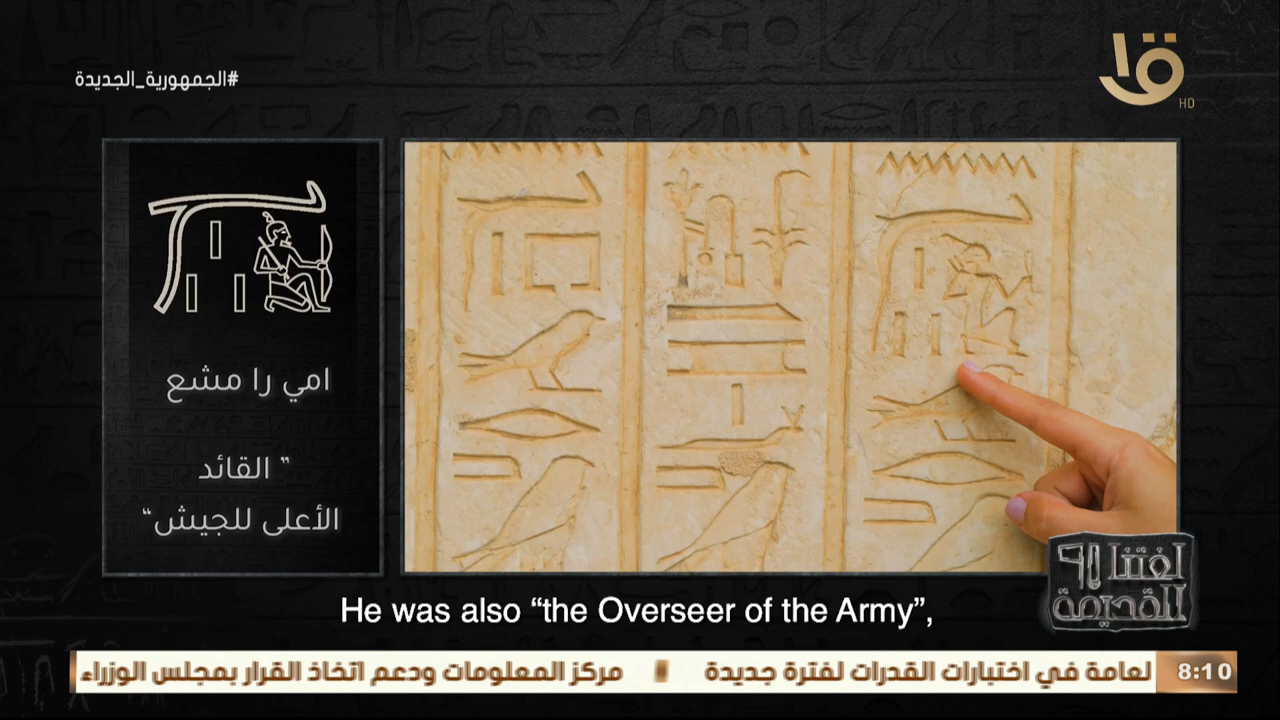 #الجمهورية_الجديدة
HD
امي را مشع
" القائد
الأعلى للجيش"
He was also “the Overseer of the Army”,
لغتنا
القديمة
8:10 لعامة في اختبارات القدرات لفترة جديدة مركز المعلومات ودعم اتخاذ القرار بمجلس الوزراء